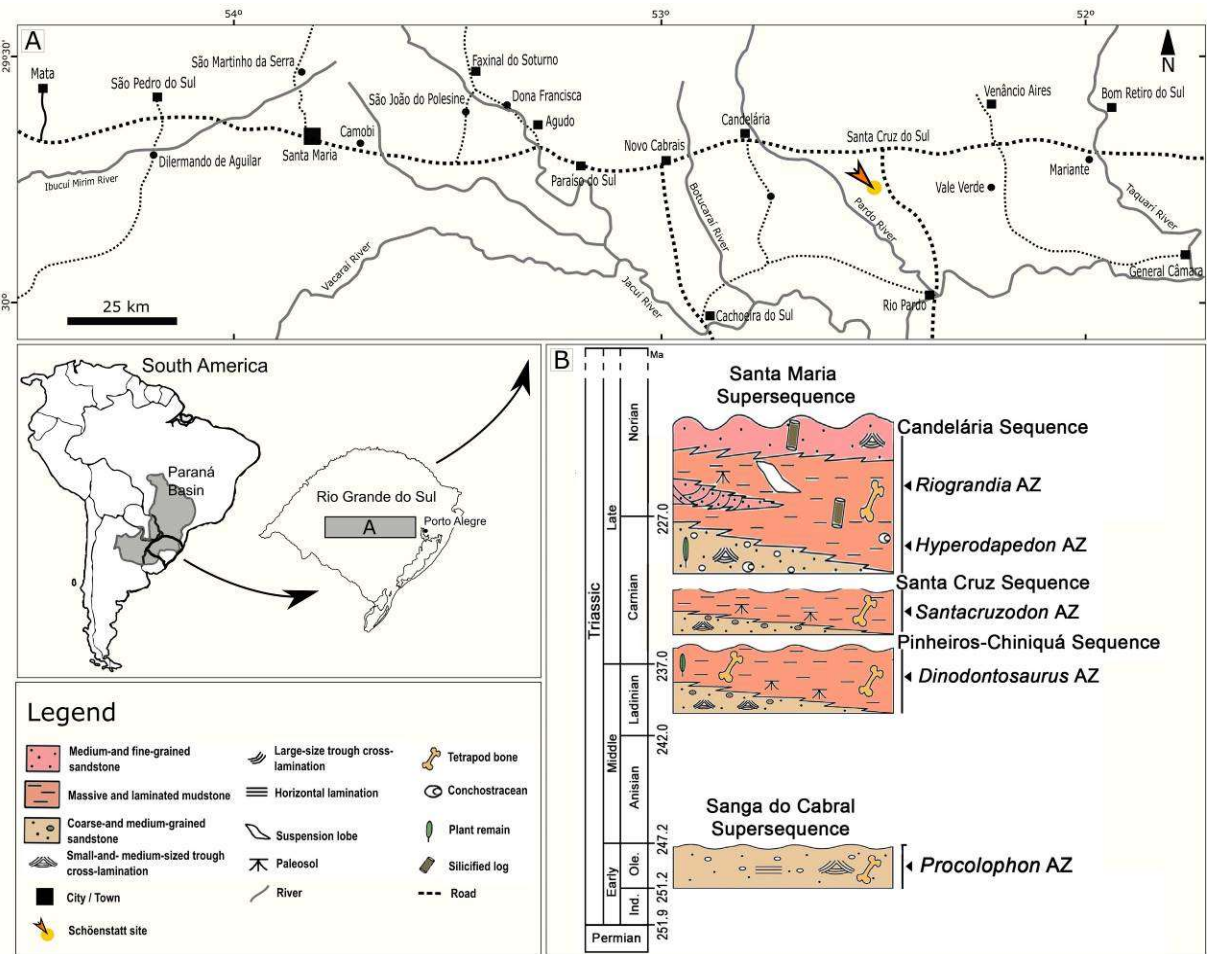 A
54°
53°
52°
29°30'
30º
N
Mata
São Pedro do Sul
São Martinho da Serra
Faxinal do Soturno
São João do Polesine
Dona Francisca
Agudo
Camobi
Santa Maria
Dilermando de Aguilar
Ibucuí Mirim River
Paraíso do Sul
Novo Cabrais
Candelária
Santa Cruz do Sul
Venâncio Aires
Bom Retiro do Sul
Mariante
Vale Verde
Taquari River
General Câmara
Pardo River
Rio Pardo
Botucaraí River
Cachoeira do Sul
Jacuí River
Vacaraí River
25 km
South America
Paraná
Basin
Rio Grande do Sul
A
Porto Alegre
Legend
Medium-and fine-grained
sandstone
Massive and laminated mudstone
Coarse-and medium-grained
sandstone
Small-and- medium-sized trough
cross-lamination
City / Town
Schöenstatt site
Large-size trough cross-
lamination
Horizontal lamination
Suspension lobe
Paleosol
River
Tetrapod bone
Conchostracean
Plant remain
Silicified log
Road
B
Ma
Triassic
Late
Middle
Early
Norian
Carnian
Ladinian
Anisian
Ole.
Ind.
Permian
227.0
237.0
242.0
247.2
251.2
251.9
Santa Maria
Supersequence
Candelária Sequence
Riograndia AZ
Hyperodapedon AZ
Santa Cruz Sequence
Santacruzodon AZ
Pinheiros-Chiniquá Sequence
Dinodontosaurus AZ
Sanga do Cabral
Supersequence
Procolophon AZ